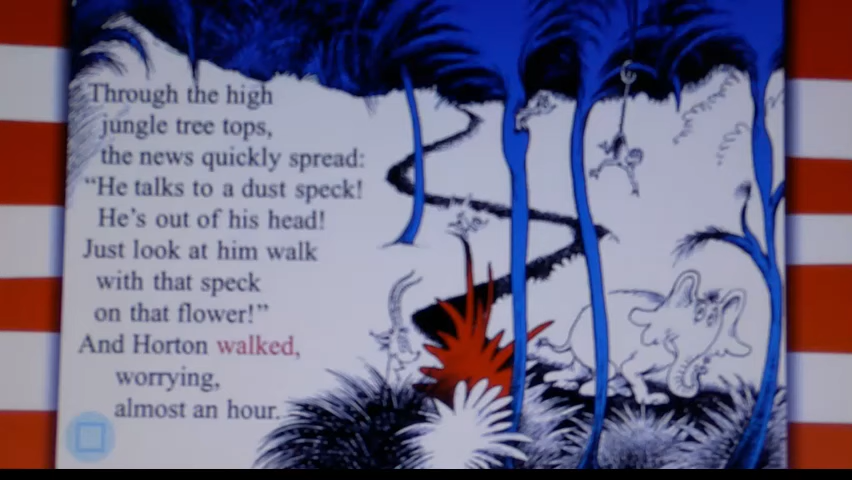 Through the high
jungle tree tops,
the news quickly spread:
“He talks to a dust speck!
He’s out of his head!
Just look at him walk
with that speck
on that flower!”
And Horton walked,
worrying,
almost an hour.